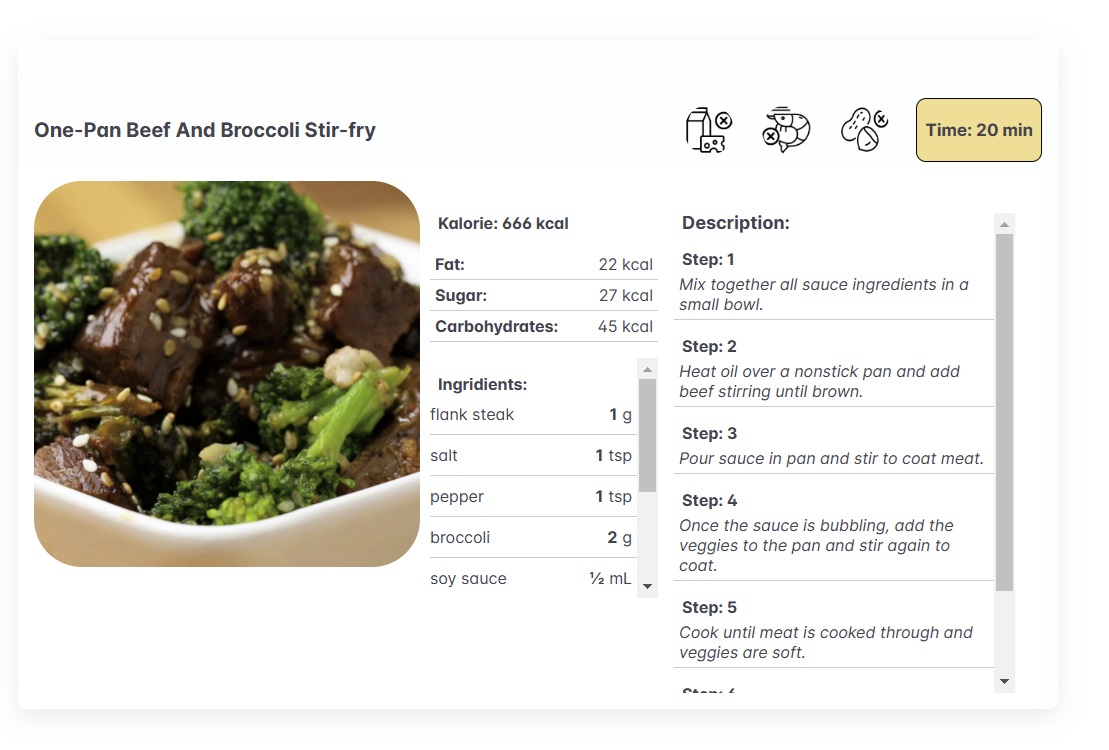 One-Pan Beef And Broccoli Stir-fry
Time: 20 min
Kalorie: 666 kcal
Fat: 22 kcal
Sugar: 27 kcal
Carbohydrates: 45 kcal
Ingridients:
flank steak 1 g
salt 1 tsp
pepper 1 tsp
broccoli 2 g
soy sauce ½ mL
Description:
Step: 1
Mix together all sauce ingredients in a
small bowl.
Step: 2
Heat oil over a nonstick pan and add
beef stirring until brown.
Step: 3
Pour sauce in pan and stir to coat meat.
Step: 4
Once the sauce is bubbling, add the
veggies to the pan and stir again to
coat.
Step: 5
Cook until meat is cooked through and
veggies are soft.